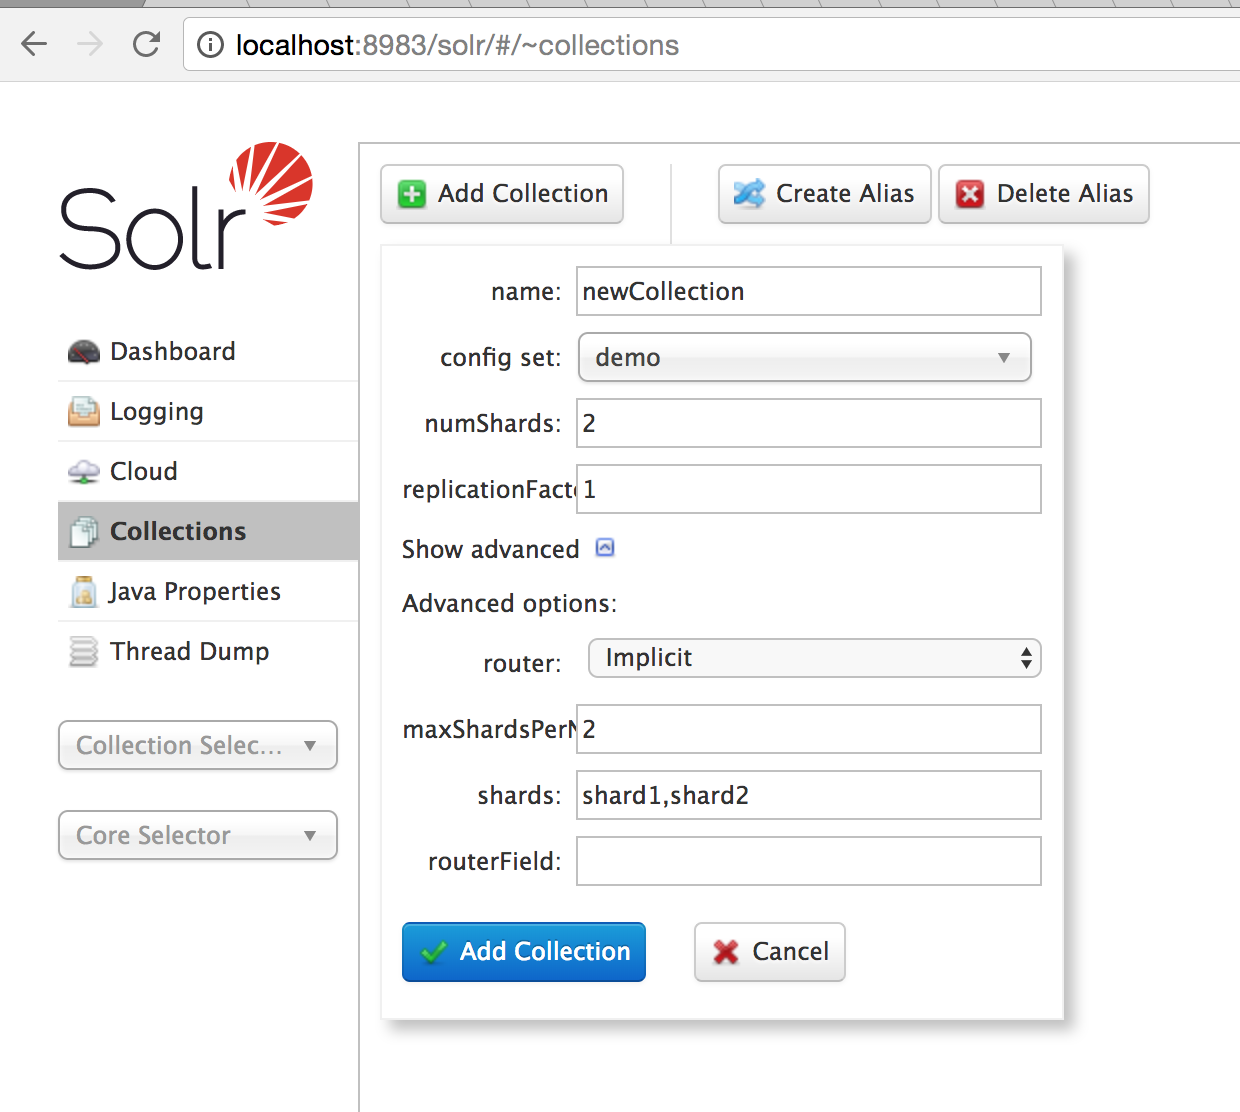 localhost:8983/solr/#/~collections
Solr
Add Collection
Create Alias
Delete Alias
name: newCollection
config set: demo
numShards: 2
replicationFacto 1
Show advanced
Advanced options:
router: Implicit
maxShardsPerN 2
shards: shard1,shard2
routerField:
Add Collection
Cancel
Dashboard
Logging
Cloud
Collections
Java Properties
Thread Dump
Collection Selec...
Core Selector